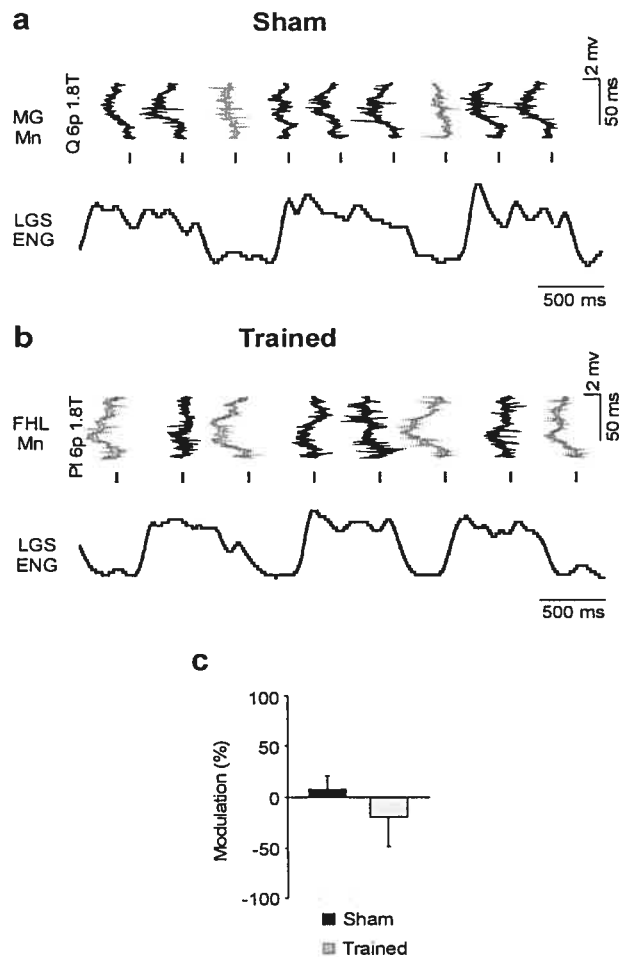 a
Sham
MG
Mn
Q 6p 1.8T
2 mv
50 ms
LGS
ENG
500 ms
b
Trained
FHL
Mn
Pl 6p 1.8T
2 mv
50 ms
LGS
ENG
500 ms
c
Modulation (%)
100
50
0
-50
-100
Sham
Trained